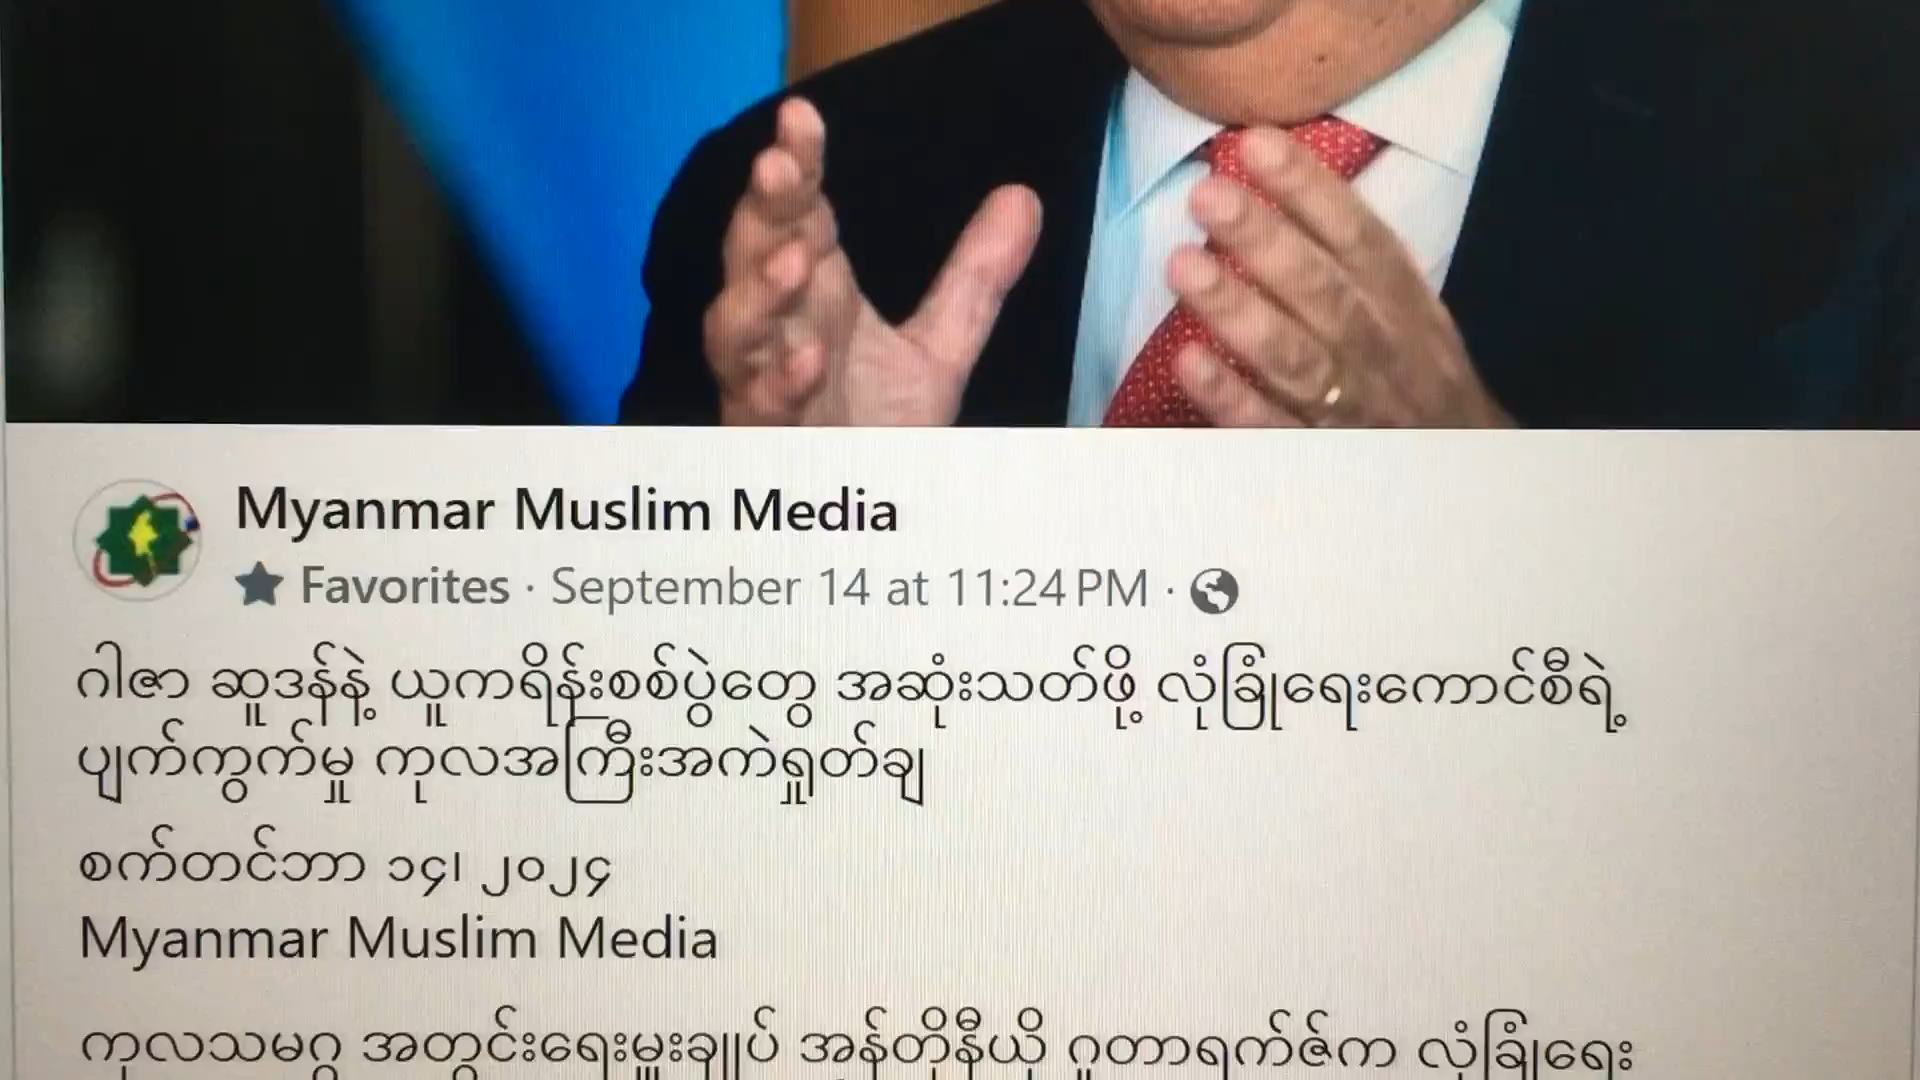 Myanmar Muslim Media
Favorites · September 14 at 11:24 PM ·
ဂါဇာ ဆူဒန်နဲ့ ယူကရိန်းစစ်ပွဲတွေ အဆုံးသတ်ဖို့ လုံခြုံရေးကောင်စီရဲ့
ပျက်ကွက်မှု ကုလအကြီးအကဲရှုတ်ချ
စက်တင်ဘာ ၁၄၊ ၂၀၂၄
Myanmar Muslim Media
ကုလသမဂ္ဂ အတွင်းရေးမှူးချုပ် အန်တိုနီယို ဂူတာရက်ဇ်က လုံခြုံရေး